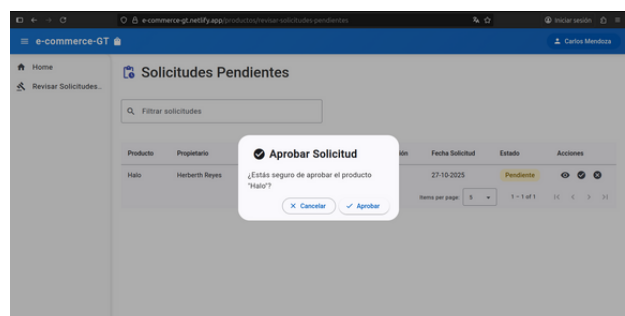 e-commerce-gt.netlify.app/productos/revisar-solicitudes-pendientes
Iniciar sesión
e-commerce-GT
Carlos Mendoza
Home
Revisar Solicitudes..
Solicitudes Pendientes
Filtrar solicitudes
Producto Propietario Fecha Solicitud Estado Acciones
Halo Herberth Reyes 27-10-2025 Pendiente
Items per page: 5 1 – 1 of 1
Aprobar Solicitud
¿Estás seguro de aprobar el producto
"Halo"?
Cancelar Aprobar